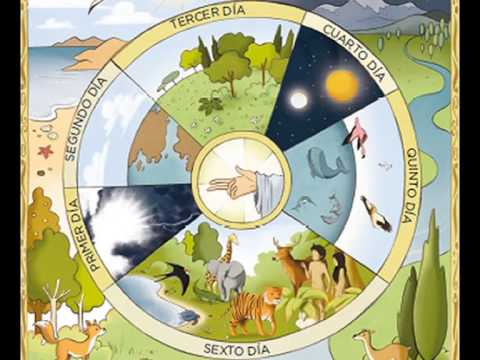 PRIMER DÍA
SEGUNDO DÍA
TERCER DÍA
CUARTO DÍA
QUINTO DÍA
SEXTO DÍA